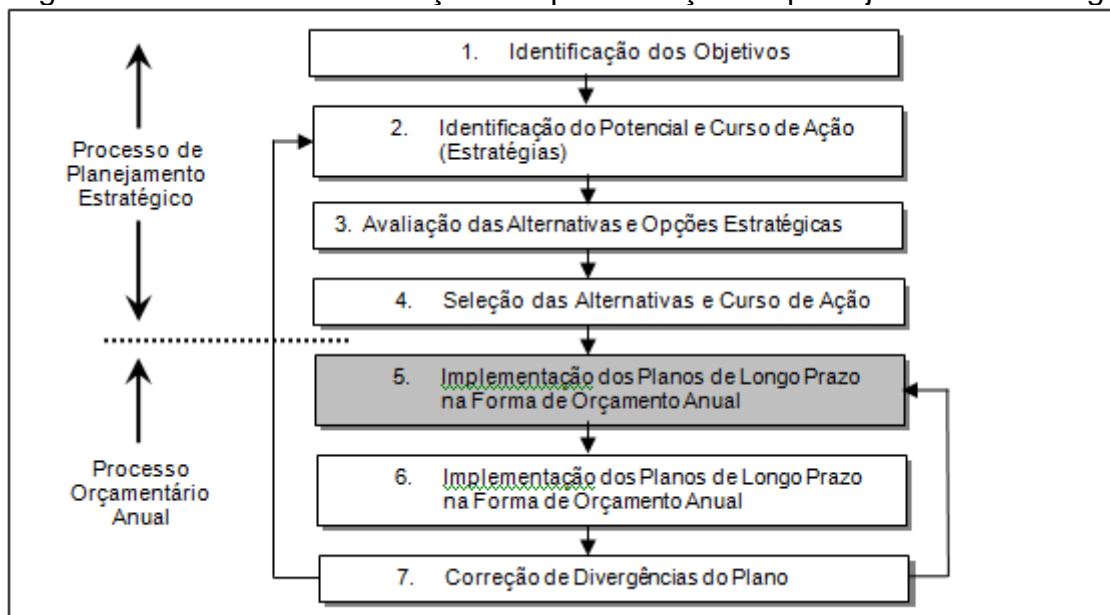 1. Identificação dos Objetivos
2. Identificação do Potencial e Curso de Ação
(Estratégias)
Processo de
Planejamento
Estratégico
3. Avaliação das Alternativas e Opções Estratégicas
4. Seleção das Alternativas e Curso de Ação
5. Implementação dos Planos de Longo Prazo
na Forma de Orçamento Anual
Processo
Orçamentário
Anual
6. Implementação dos Planos de Longo Prazo
na Forma de Orçamento Anual
7. Correção de Divergências do Plano